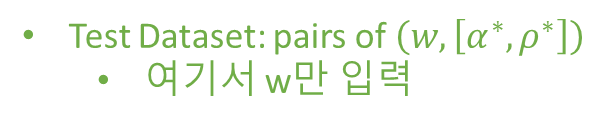 • Test Dataset: pairs of (𝑤, [𝛼*, 𝜌*])
• 여기서 w만 입력